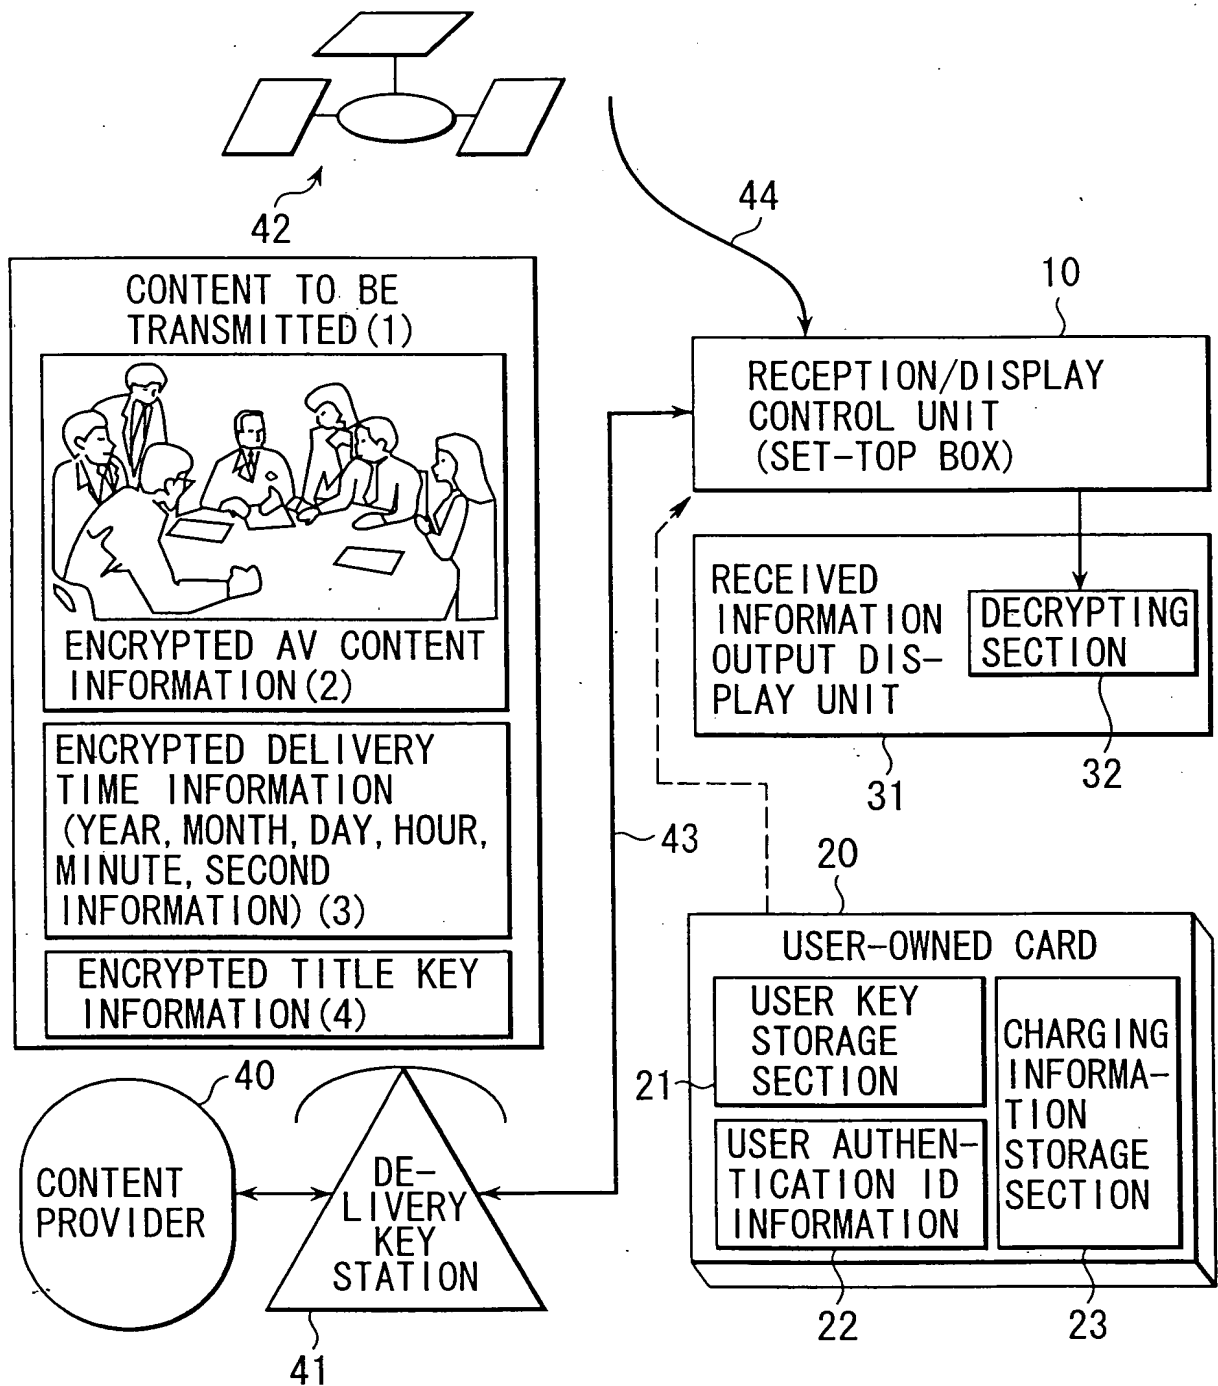 42
44
CONTENT TO BE
TRANSMITTED(1)
ENCRYPTED AV CONTENT
INFORMATION(2)
ENCRYPTED DELIVERY
TIME INFORMATION
(YEAR, MONTH, DAY, HOUR,
MINUTE, SECOND
INFORMATION)(3)
ENCRYPTED TITLE KEY
INFORMATION(4)
10
RECEPTION/DISPLAY
CONTROL UNIT
(SET-TOP BOX)
RECEIVED
INFORMATION
OUTPUT DIS-
PLAY UNIT
DECRYPTING
SECTION
31
32
43
20
USER-OWNED CARD
USER KEY
STORAGE
SECTION
21
USER AUTHEN-
TICATION ID
INFORMATION
CHARGING
INFORMA-
TION
STORAGE
SECTION
22
23
40
CONTENT
PROVIDER
DE-
LIVERY
KEY
STATION
41